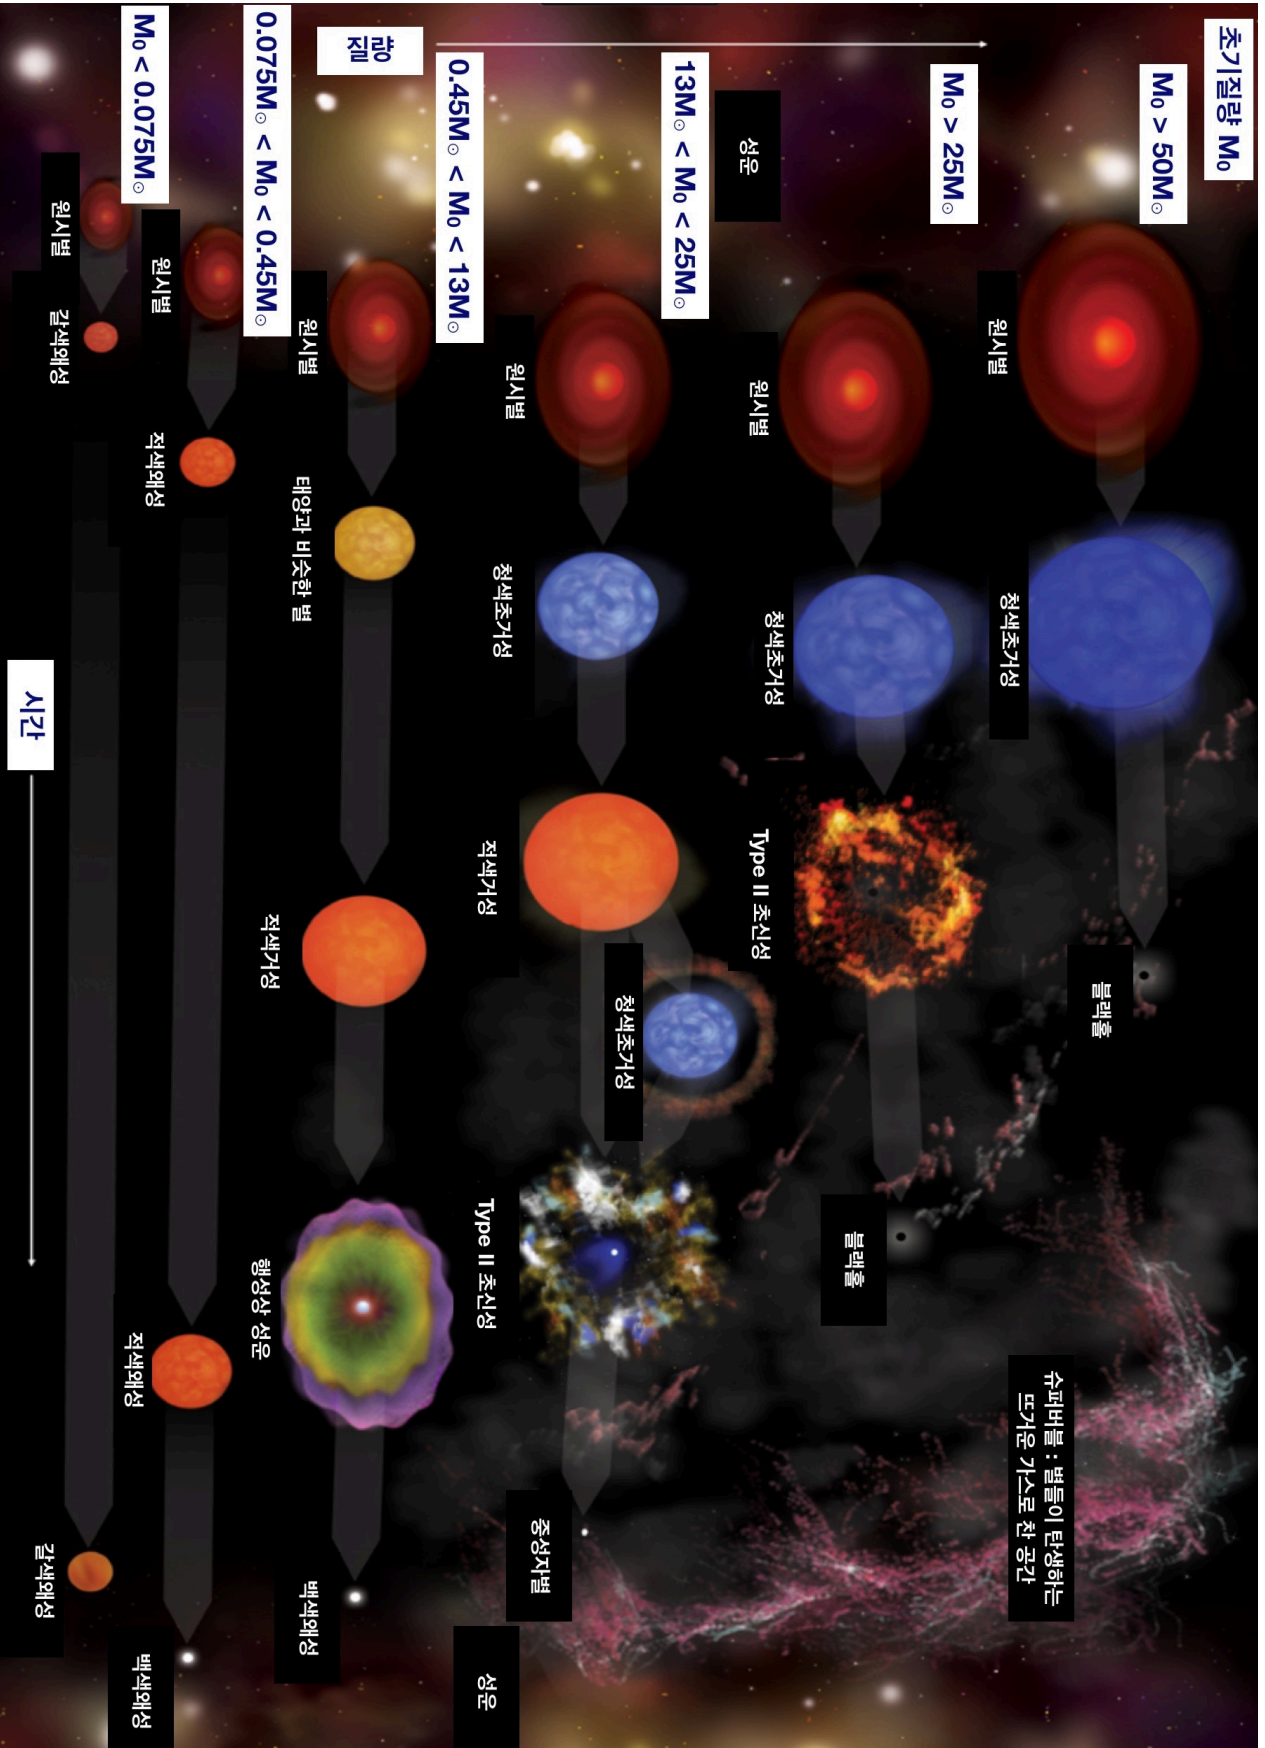 초기질량 M₀
M₀ > 50M☉
원시별
청색초거성
블랙홀
슈퍼버블 : 별들이 탄생하는
뜨거운 가스로 찬 공간
M₀ > 25M☉
원시별
청색초거성
Type II 초신성
블랙홀
성운
13M☉ < M₀ < 25M☉
원시별
청색초거성
적색거성
청색초거성
Type II 초신성
중성자별
성운
0.45M☉ < M₀ < 13M☉
원시별
태양과 비슷한 별
적색거성
행성상 성운
백색왜성
질량
0.075M☉ < M₀ < 0.45M☉
원시별
적색왜성
적색왜성
백색왜성
M₀ < 0.075M☉
원시별
갈색왜성
갈색왜성
시간